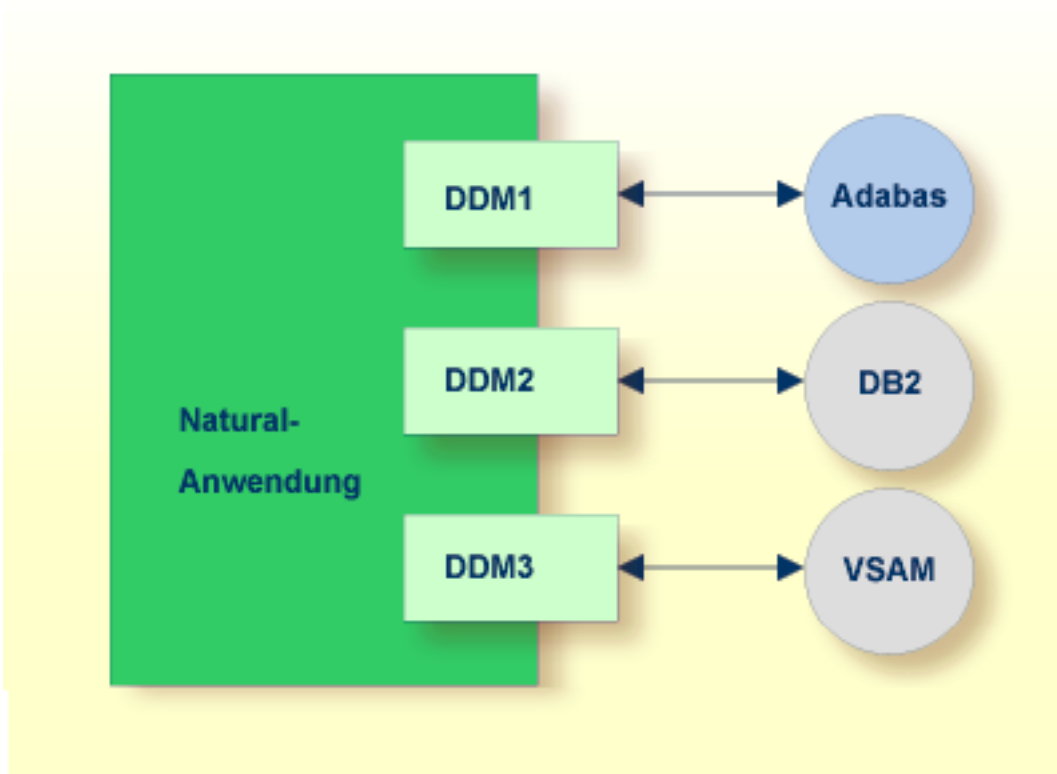 DDM1
Adabas
DDM2
DB2
Natural-
Anwendung
DDM3
VSAM